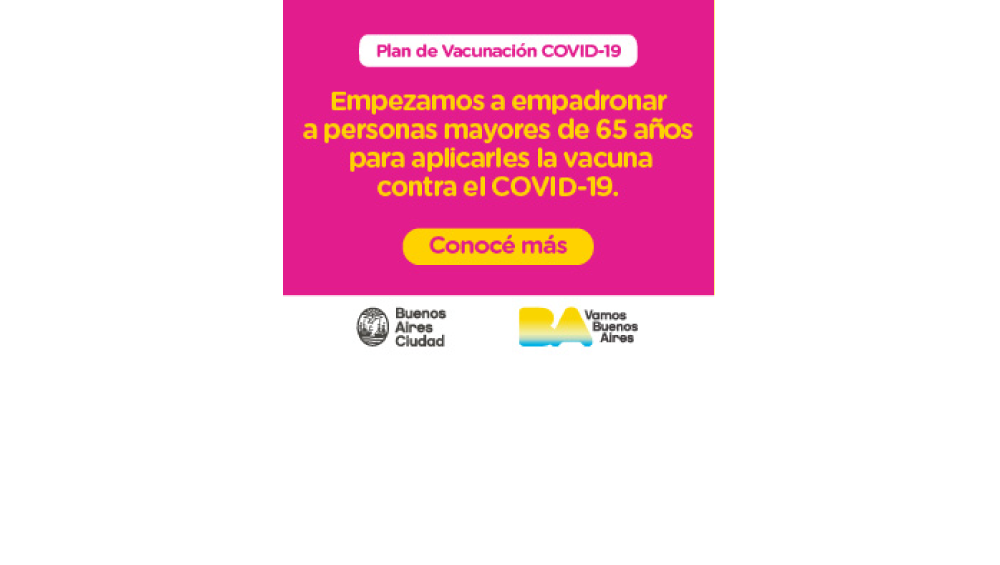 Plan de Vacunación COVID-19
Empezamos a empadronar
a personas mayores de 65 años
para aplicarles la vacuna
contra el COVID-19.
Conocé más
Buenos
Aires
Ciudad
BA
Vamos
Buenos
Aires